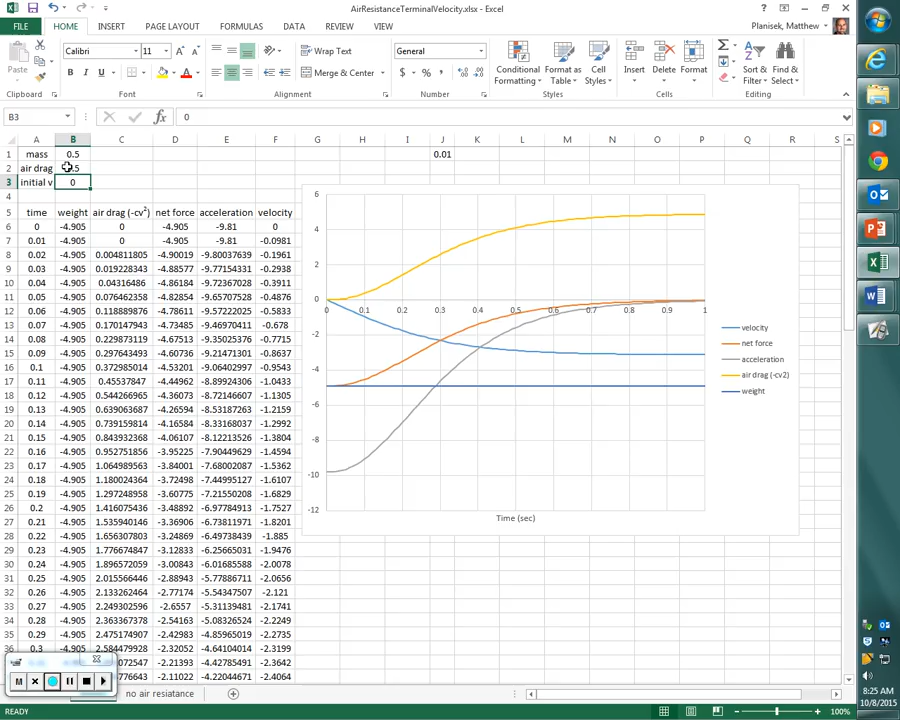 AirResistanceTerminalVelocity.xlsx - Excel
FILE HOME INSERT PAGE LAYOUT FORMULAS DATA REVIEW VIEW Planisek, Matthew
Calibri 11 Wrap Text General
Paste B I U A Merge & Center $ % , Conditional Formatting Format as Table Cell Styles Insert Delete Format Sort & Filter Find & Select
Clipboard Font Alignment Number Styles Cells Editing
B3 fx 0
A B C D E F G H I J K L M N O P Q R S
1 mass 0.5 0.01
2 air drag .5
3 initial v 0
4
5 time weight air drag (-cv²) net force acceleration velocity
6 0 -4.905 0 -4.905 -9.81 0
7 0.01 -4.905 0 -4.905 -9.81 -0.0981
8 0.02 -4.905 0.004811805 -4.90019 -9.80037639 -0.1961
9 0.03 -4.905 0.019228343 -4.88577 -9.77154331 -0.2938
10 0.04 -4.905 0.04316486 -4.86184 -9.72367028 -0.3911
11 0.05 -4.905 0.076462358 -4.82854 -9.65707528 -0.4876
12 0.06 -4.905 0.118889876 -4.78611 -9.57222025 -0.5833
13 0.07 -4.905 0.170147943 -4.73485 -9.46970411 -0.678
14 0.08 -4.905 0.229873119 -4.67513 -9.35025376 -0.7715
15 0.09 -4.905 0.297643493 -4.60736 -9.21471301 -0.8637
16 0.1 -4.905 0.372985014 -4.53201 -9.06402997 -0.9543
17 0.11 -4.905 0.45537847 -4.44962 -8.89924306 -1.0433
18 0.12 -4.905 0.544265965 -4.36073 -8.72146807 -1.1305
19 0.13 -4.905 0.639063687 -4.26594 -8.53187263 -1.2159
20 0.14 -4.905 0.739159814 -4.16584 -8.33168037 -1.2992
21 0.15 -4.905 0.843932368 -4.06107 -8.12213526 -1.3804
22 0.16 -4.905 0.952751856 -3.95225 -7.90449629 -1.4594
23 0.17 -4.905 1.064989563 -3.84001 -7.68002087 -1.5362
24 0.18 -4.905 1.180024364 -3.72498 -7.44995127 -1.6107
25 0.19 -4.905 1.297248958 -3.60775 -7.21550208 -1.6829
26 0.2 -4.905 1.416075436 -3.48892 -6.97784913 -1.7527
27 0.21 -4.905 1.535940146 -3.36906 -6.73811971 -1.8201
28 0.22 -4.905 1.656307803 -3.24869 -6.49738439 -1.885
29 0.23 -4.905 1.776674847 -3.12833 -6.25665031 -1.9476
30 0.24 -4.905 1.896572059 -3.00843 -6.01685588 -2.0078
31 0.25 -4.905 2.015566446 -2.88943 -5.77886711 -2.0656
32 0.26 -4.905 2.133262464 -2.77174 -5.54347507 -2.121
33 0.27 -4.905 2.249302596 -2.6557 -5.31139481 -2.1741
34 0.28 -4.905 2.363367378 -2.54163 -5.08326524 -2.2249
35 0.29 -4.905 2.475174907 -2.42983 -4.85965019 -2.2735
36 0.3 -4.905 2.584479928 -2.32052 -4.64104014 -2.3199
-2.21393 -4.42785491 -2.3642
-2.11022 -4.22044671 -2.4064
6
4
2
0
-2
-4
-6
-8
-10
-12
0 0.1 0.2 0.3 0.4 0.5 0.6 0.7 0.8 0.9 1
Time (sec)
velocity
net force
acceleration
air drag (-cv2)
weight
M
no air resiatance
READY 100%
8:25 AM
10/8/2015